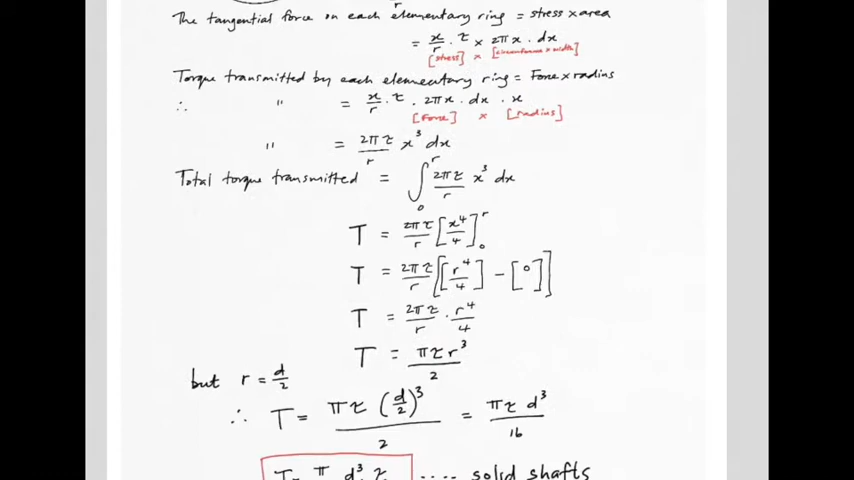 r
The tangential force on each elementary ring = stress x area
= x/r . τ x 2πx . dx
[stress] x [circumference x width]
Torque transmitted by each elementary ring = Force x radius
∴ " = x/r . τ . 2πx . dx . x
[Force] x [radius]
" = 2πτ/r x³ dx
Total torque transmitted = ∫₀ʳ 2πτ/r x³ dx
T = 2πτ/r [x⁴/4]₀ʳ
T = 2πτ/r [[r⁴/4] - [0]]
T = 2πτ/r . r⁴/4
T = πτr³/2
but r = d/2
∴ T = πτ (d/2)³/2 = πτd³/16
T = π d³ τ .... solid shafts